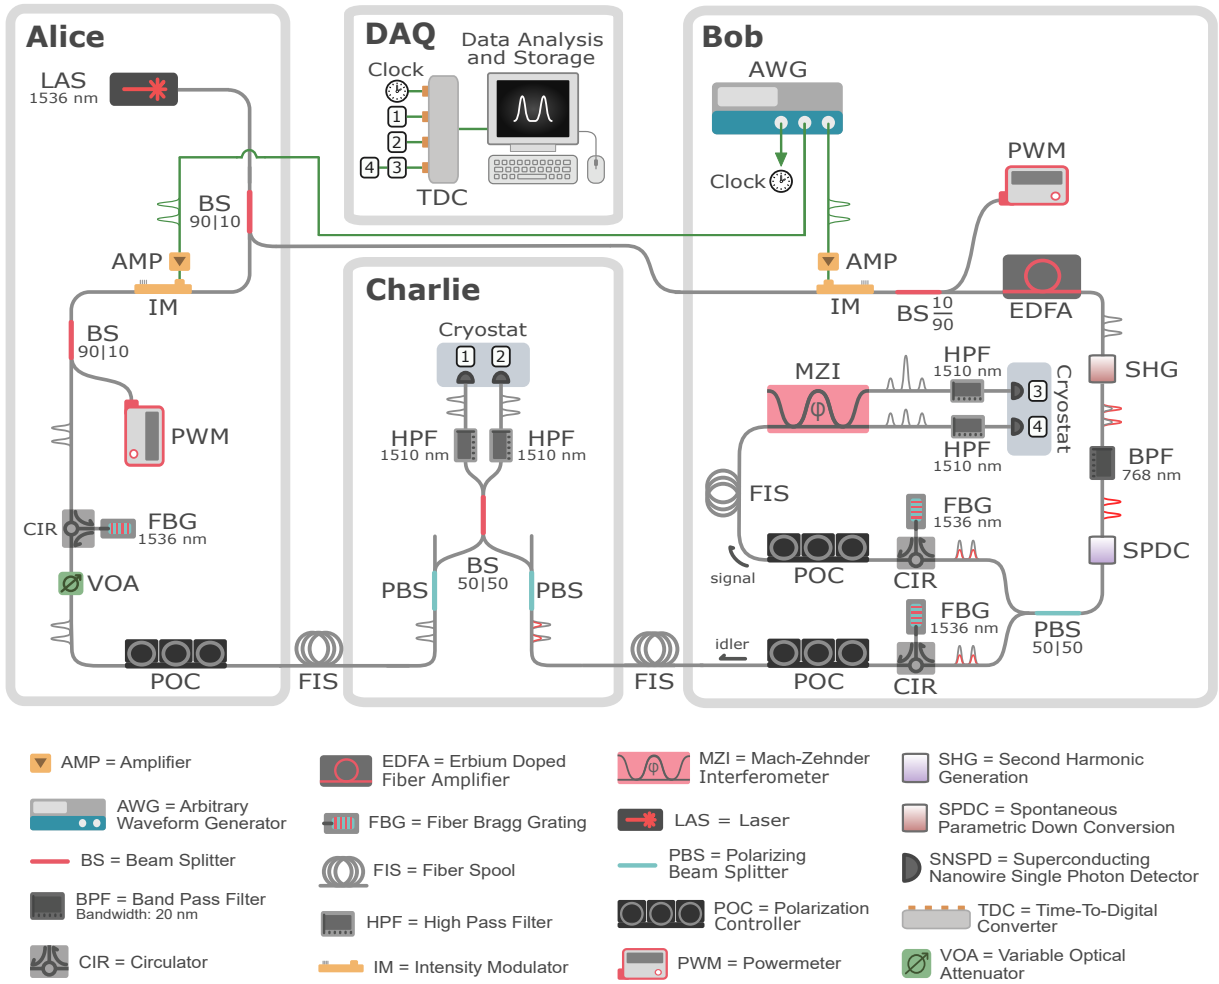 Alice
LAS
1536 nm
BS
90|10
AMP
IM
BS
90|10
PWM
CIR
FBG
1536 nm
VOA
POC
FIS
DAQ
Data Analysis
and Storage
Clock
1
2
4 3
TDC
Charlie
Cryostat
1 2
HPF
1510 nm
HPF
1510 nm
BS
50|50
PBS
PBS
FIS
Bob
AWG
Clock
PWM
AMP
IM
BS 10
90
EDFA
SHG
BPF
768 nm
SPDC
MZI
φ
HPF
1510 nm
3
4
Cryostat
HPF
1510 nm
FIS
signal
POC
FBG
1536 nm
CIR
PBS
50|50
FBG
1536 nm
idler
POC
CIR
AMP = Amplifier
AWG = Arbitrary
Waveform Generator
BS = Beam Splitter
BPF = Band Pass Filter
Bandwidth: 20 nm
CIR = Circulator
EDFA = Erbium Doped
Fiber Amplifier
FBG = Fiber Bragg Grating
FIS = Fiber Spool
HPF = High Pass Filter
IM = Intensity Modulator
φ
MZI = Mach-Zehnder
Interferometer
LAS = Laser
PBS = Polarizing
Beam Splitter
POC = Polarization
Controller
PWM = Powermeter
SHG = Second Harmonic
Generation
SPDC = Spontaneous
Parametric Down Conversion
SNSPD = Superconducting
Nanowire Single Photon Detector
TDC = Time-To-Digital
Converter
VOA = Variable Optical
Attenuator